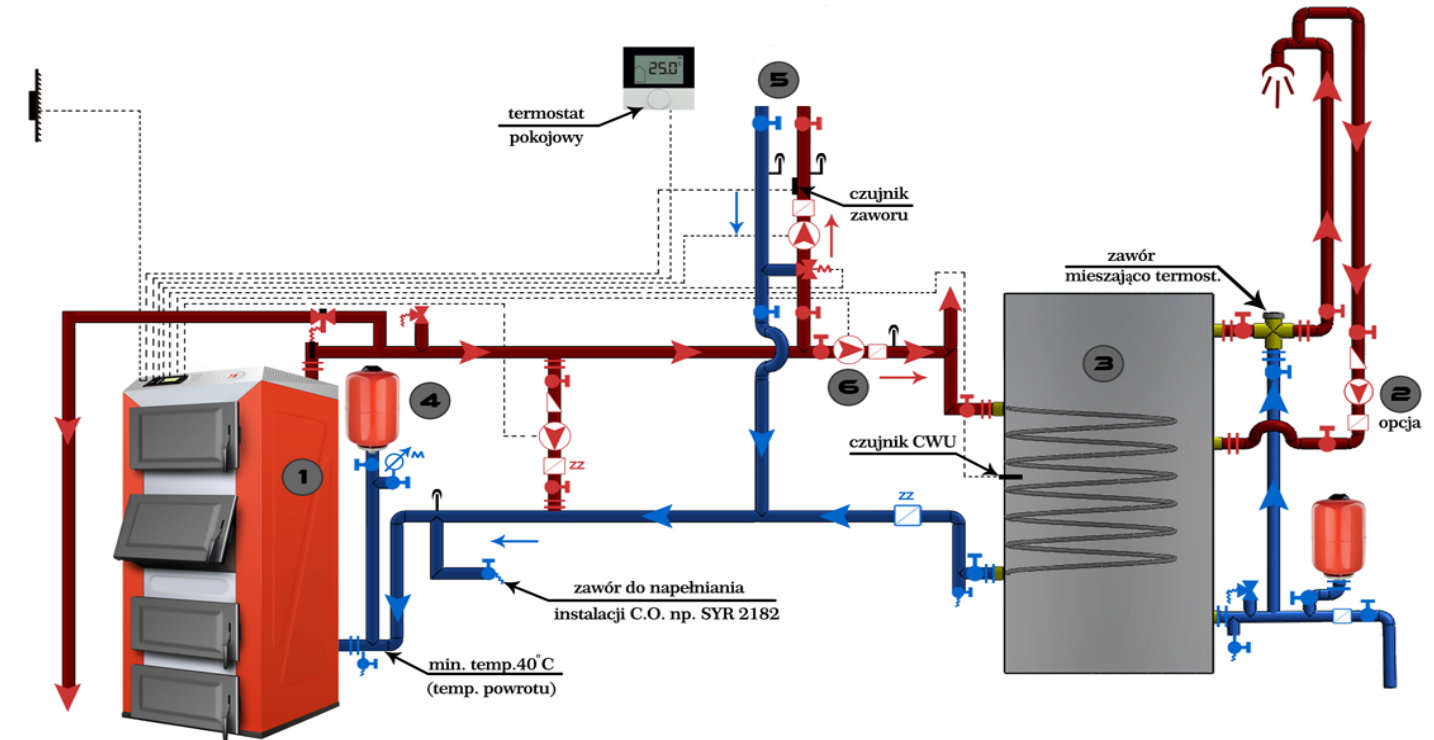 25.0°
5
termostat
pokojowy
czujnik
zaworu
zawór
mieszająco termost.
3
4
6
2
opcja
czujnik CWU
1
zz
zz
zawór do napełniania
instalacji C.O. np. SYR 2182
min. temp.40°C
(temp. powrotu)